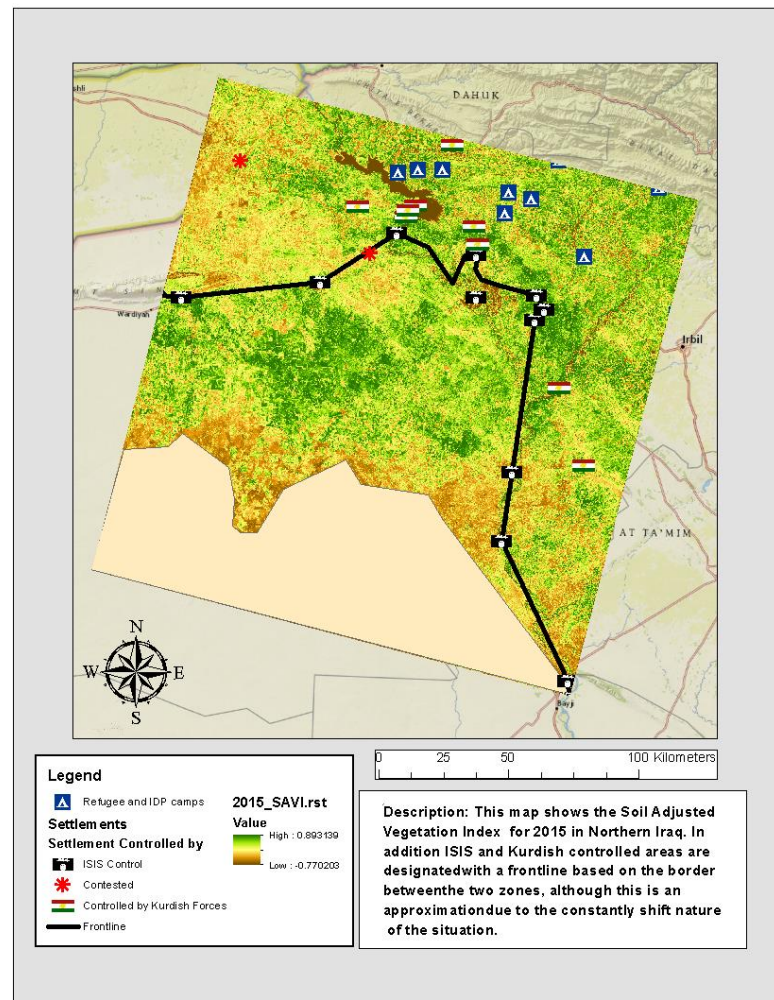 shli
DAHUK
Wardiyah
Irbil
AT TA'MIM
Bayji
N
W E
S
0 25 50 100 Kilometers
Legend
Refugee and IDP camps
Settlements
Settlement Controlled by
ISIS Control
Contested
Controlled by Kurdish Forces
Frontline
2015_SAVI.rst
Value
High : 0.893139
Low : -0.770203
Description: This map shows the Soil Adjusted
Vegetation Index for 2015 in Northern Iraq. In
addition ISIS and Kurdish controlled areas are
designatedwith a frontline based on the border
betweenthe two zones, although this is an
approximationdue to the constantly shift nature
of the situation.